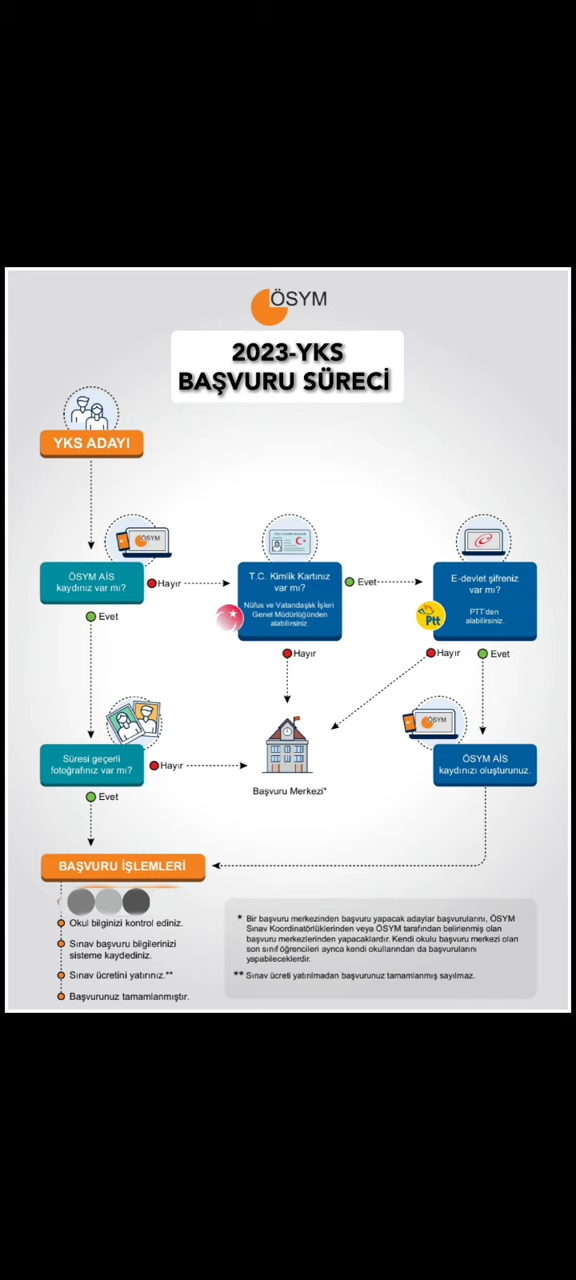 ÖSYM
2023-YKS
BAŞVURU SÜRECİ
YKS ADAYI
ÖSYM
ÖSYM AİS
kaydınız var mı?
Hayır
Evet
T.C. Kimlik Kartınız
var mı?
Nüfus ve Vatandaşlık İşleri
Genel Müdürlüğünden
alabilirsiniz.
Evet
Hayır
E-devlet şifreniz
var mı?
Ptt
PTT'den
alabilirsiniz.
Hayır
Evet
Süresi geçerli
fotoğrafınız var mı?
Hayır
Evet
Başvuru Merkezi*
ÖSYM
ÖSYM AİS
kaydınızı oluşturunuz.
BAŞVURU İŞLEMLERİ
Okul bilginizi kontrol ediniz.
Sınav başvuru bilgilerinizi
sisteme kaydediniz.
Sınav ücretini yatırınız.**
Başvurunuz tamamlanmıştır.
* Bir başvuru merkezinden başvuru yapacak adaylar başvurularını, ÖSYM
Sınav Koordinatörlüklerinden veya ÖSYM tarafından belirlenmiş olan
başvuru merkezlerinden yapacaklardır. Kendi okulu başvuru merkezi olan
son sınıf öğrencileri ayrıca kendi okullarından da başvurularını
yapabileceklerdir.
** Sınav ücreti yatırılmadan başvurunuz tamamlanmış sayılmaz.